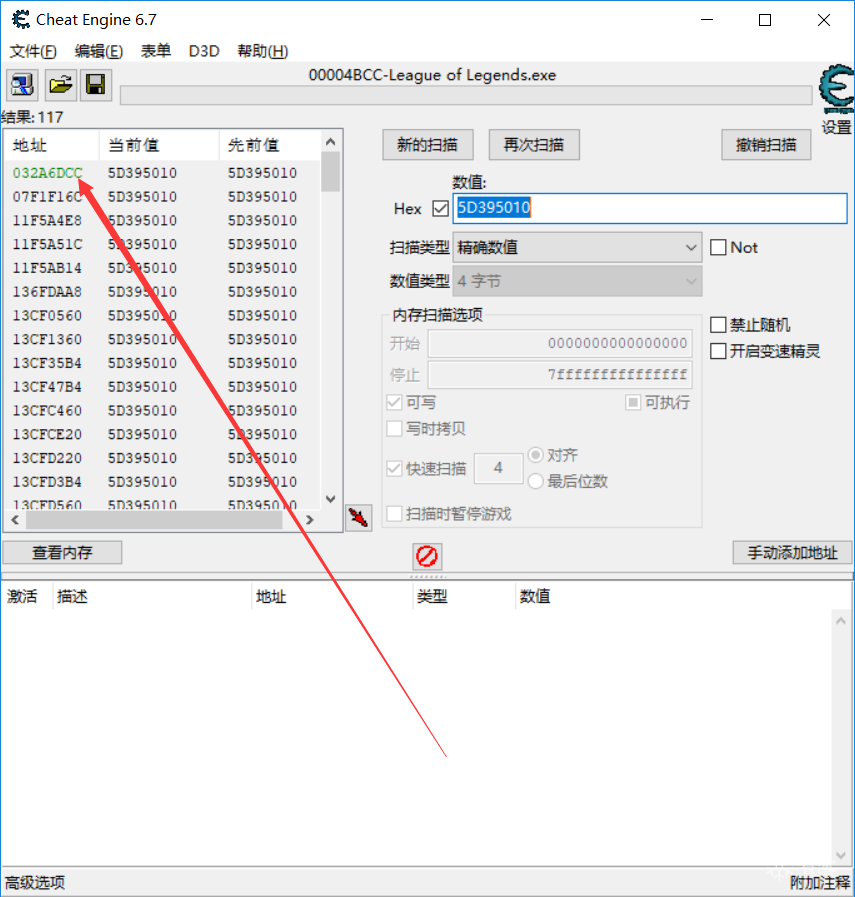 Cheat Engine 6.7
文件(F) 编辑(E) 表单 D3D 帮助(H)
00004BCC-League of Legends.exe
结果: 117
设置
地址 当前值 先前值
032A6DCC 5D395010 5D395010
07F1F16C 5D395010 5D395010
11F5A4E8 5D395010 5D395010
11F5A51C 5D395010 5D395010
11F5AB14 5D395010 5D395010
136FDAA8 5D395010 5D395010
13CF0560 5D395010 5D395010
13CF1360 5D395010 5D395010
13CF35B4 5D395010 5D395010
13CF47B4 5D395010 5D395010
13CFC460 5D395010 5D395010
13CFCE20 5D395010 5D395010
13CFD220 5D395010 5D395010
13CFD3B4 5D395010 5D395010
13CFD560 5D395010 5D395010
新的扫描 再次扫描 撤销扫描
数值:
Hex 5D395010
扫描类型 精确数值 Not
数值类型 4 字节
内存扫描选项
开始 0000000000000000
停止 7fffffffffffffff
可写 可执行
写时拷贝
快速扫描 4 对齐
最后位数
扫描时暂停游戏
禁止随机
开启变速精灵
查看内存 手动添加地址
激活 描述 地址 类型 数值
高级选项 附加注释